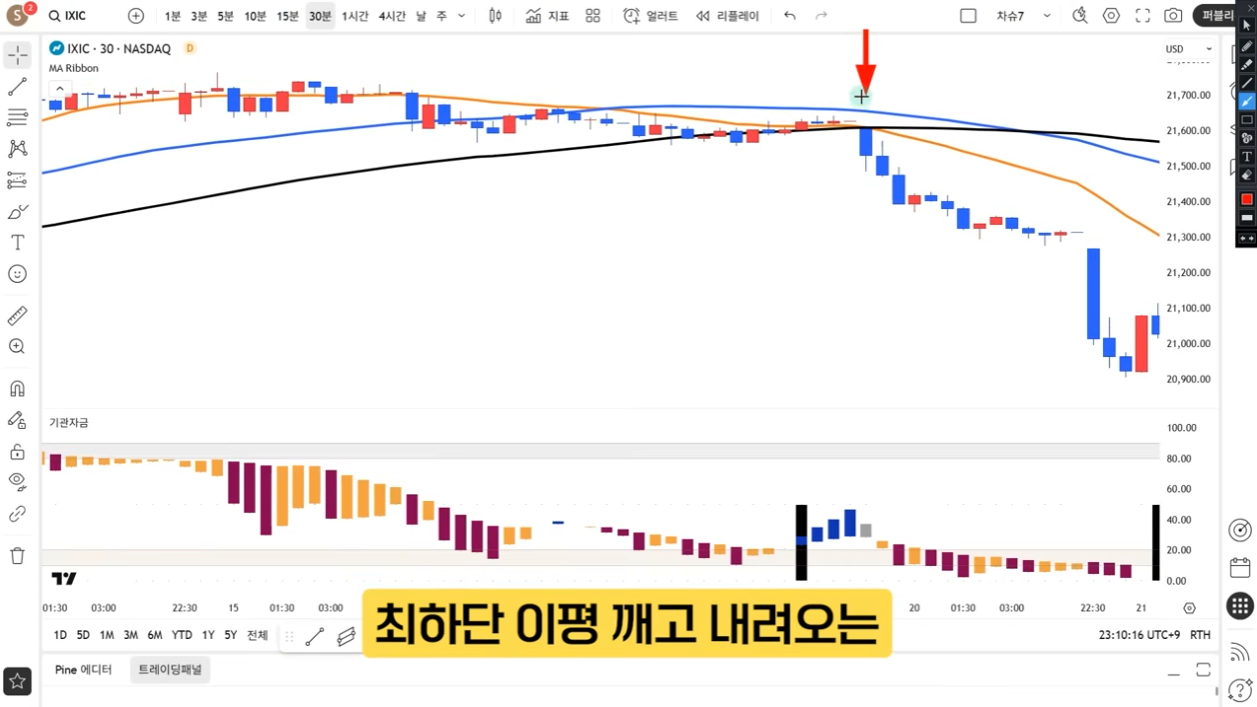 S 2 IXIC 1분 3분 5분 10분 15분 30분 1시간 4시간 날 주 지표 얼러트 리플레이 차슈7 퍼블리
IXIC · 30 · NASDAQ D USD
MA Ribbon
21,700.00
21,600.00
21,500.00
21,400.00
21,300.00
21,200.00
21,100.00
21,000.00
20,900.00
기관자금
100.00
80.00
60.00
40.00
20.00
0.00
01:30 03:00 22:30 15 01:30 03:00 20 01:30 03:00 22:30 21
최하단 이평 깨고 내려오는
1D 5D 1M 3M 6M YTD 1Y 5Y 전체 23:10:16 UTC+9 RTH
Pine 에디터 트레이딩패널